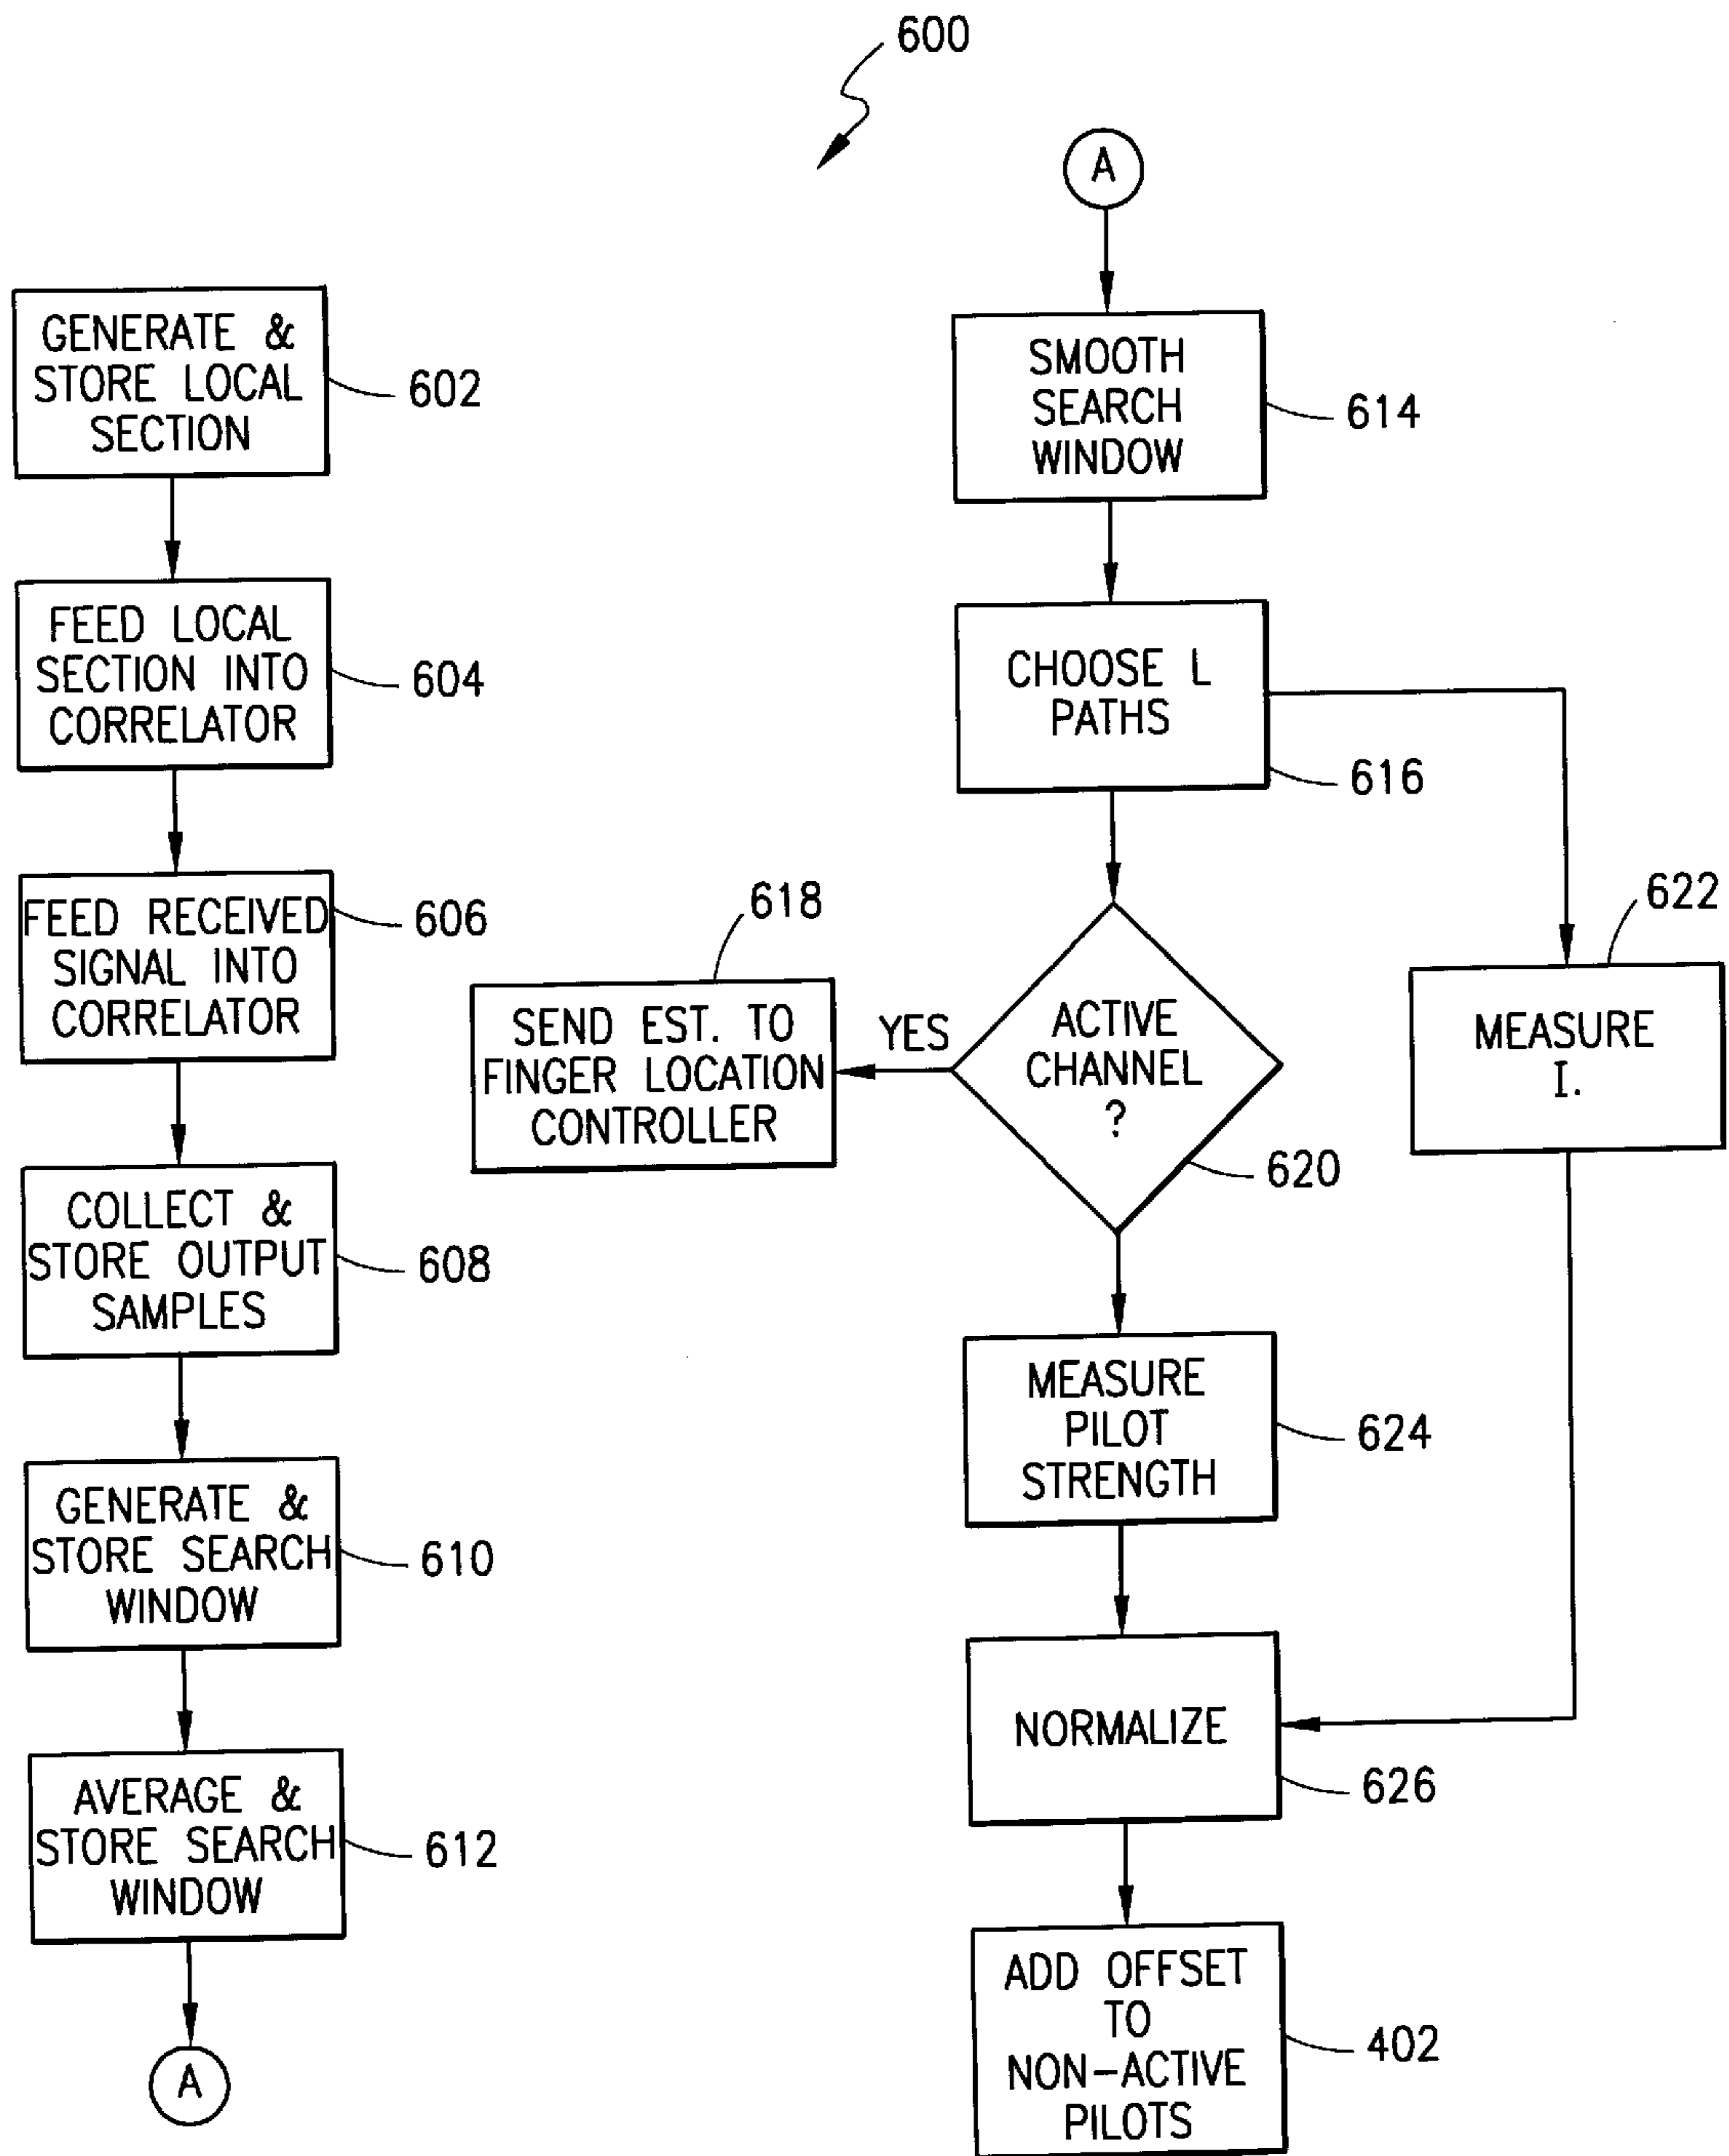 600
GENERATE &
STORE LOCAL
SECTION
602
FEED LOCAL
SECTION INTO
CORRELATOR
604
FEED RECEIVED
SIGNAL INTO
CORRELATOR
606
COLLECT &
STORE OUTPUT
SAMPLES
608
GENERATE &
STORE SEARCH
WINDOW
610
AVERAGE &
STORE SEARCH
WINDOW
612
A
A
SMOOTH
SEARCH
WINDOW
614
CHOOSE L
PATHS
616
618
SEND EST. TO
FINGER LOCATION
CONTROLLER
YES
ACTIVE
CHANNEL
?
620
622
MEASURE
I.
MEASURE
PILOT
STRENGTH
624
NORMALIZE
626
ADD OFFSET
TO
NON-ACTIVE
PILOTS
402